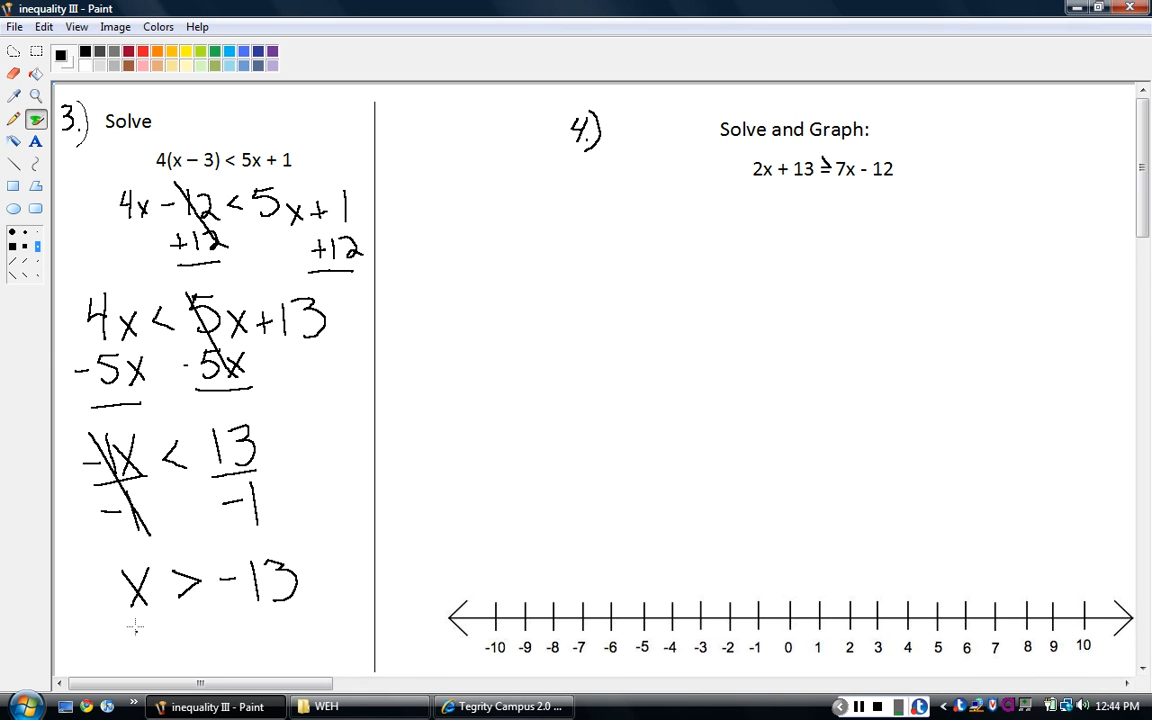 inequality III - Paint
File Edit View Image Colors Help
3.) Solve
4(x – 3) < 5x + 1
4x - 12 < 5x + 1
+12 +12
4x < 5x + 13
-5x -5x
-1x < 13
-1 -1
x > -13
4.) Solve and Graph:
2x + 13 ≥ 7x - 12
-10 -9 -8 -7 -6 -5 -4 -3 -2 -1 0 1 2 3 4 5 6 7 8 9 10
inequality III - Paint WEH Tegrity Campus 2.0 ... 12:44 PM